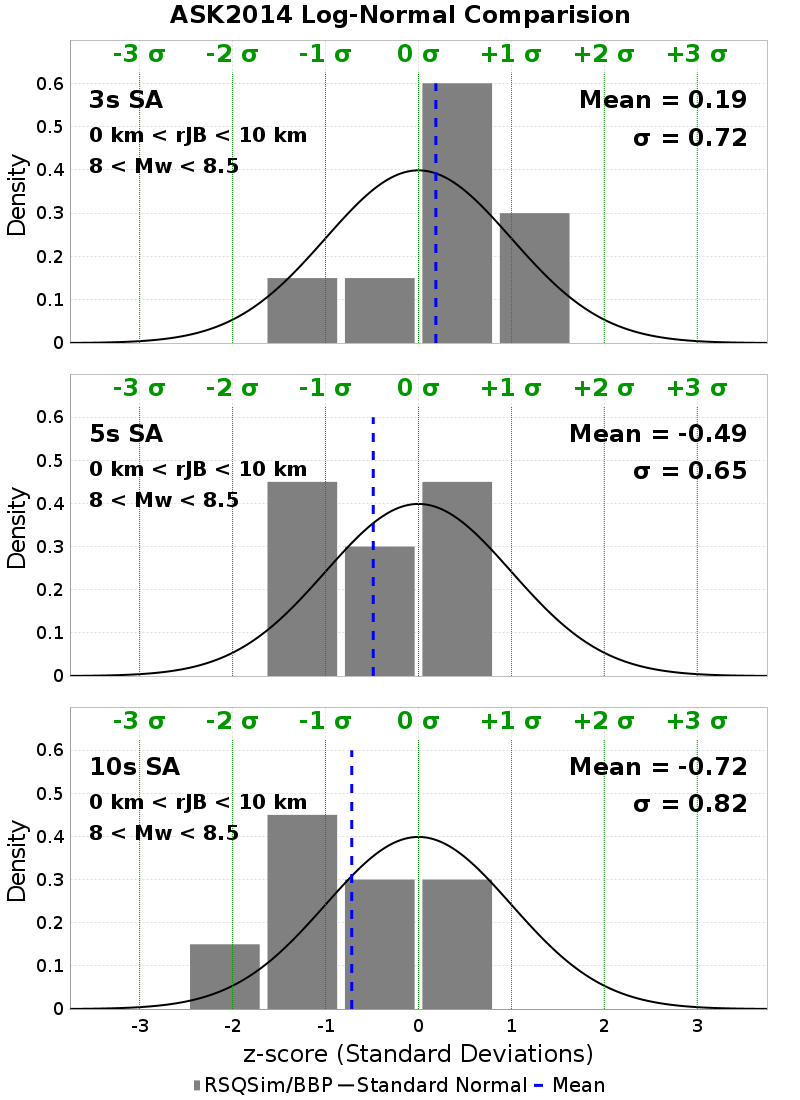 ASK2014 Log-Normal Comparision
-3 σ -2 σ -1 σ 0 σ +1 σ +2 σ +3 σ
3s SA
0 km < rJB < 10 km
8 < Mw < 8.5
Mean = 0.19
σ = 0.72
Density
0.6
0.5
0.4
0.3
0.2
0.1
0
-3 σ -2 σ -1 σ 0 σ +1 σ +2 σ +3 σ
5s SA
0 km < rJB < 10 km
8 < Mw < 8.5
Mean = -0.49
σ = 0.65
Density
0.6
0.5
0.4
0.3
0.2
0.1
0
-3 σ -2 σ -1 σ 0 σ +1 σ +2 σ +3 σ
10s SA
0 km < rJB < 10 km
8 < Mw < 8.5
Mean = -0.72
σ = 0.82
Density
0.6
0.5
0.4
0.3
0.2
0.1
0
-3 -2 -1 0 1 2 3
z-score (Standard Deviations)
RSQSim/BBP Standard Normal Mean